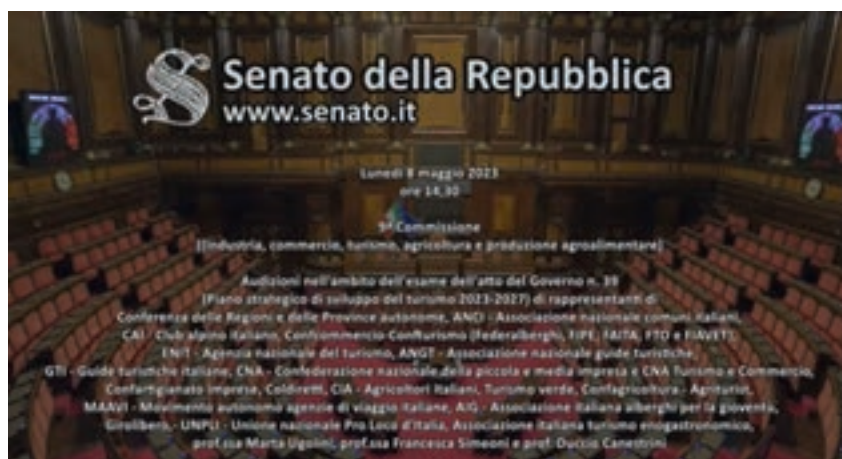 Senato della Repubblica
www.senato.it
Lunedì 8 maggio 2023
ore 14,30
9ª Commissione
(Industria, commercio, turismo, agricoltura e produzione agroalimentare)
Audizioni nell'ambito dell'esame dell'atto del Governo n. 39
(Piano strategico di sviluppo del turismo 2023-2027) di rappresentanti di
Conferenza delle Regioni e delle Province autonome, ANCI - Associazione nazionale comuni italiani,
CAI - Club alpino italiano, Confcommercio Confturismo (Federalberghi, FIPE, FAITA, FTO e FIAVET),
ENIT - Agenzia nazionale del turismo, ANGT - Associazione nazionale guide turistiche,
GTI - Guide turistiche italiane, CNA - Confederazione nazionale della piccola e media impresa e CNA Turismo e Commercio,
Confartigianato imprese, Coldiretti, CIA - Agricoltori Italiani, Turismo verde, Confagricoltura - Agriturist,
MAAVI - Movimento autonomo agenzie di viaggio italiane, AIG - Associazione italiana alberghi per la gioventù,
Girolibero, - UNPLI - Unione nazionale Pro Loco d'Italia, Associazione italiana turismo enogastronomico,
prof.ssa Marta Ugolini, prof.ssa Francesca Simeoni e prof. Duccio Canestrini